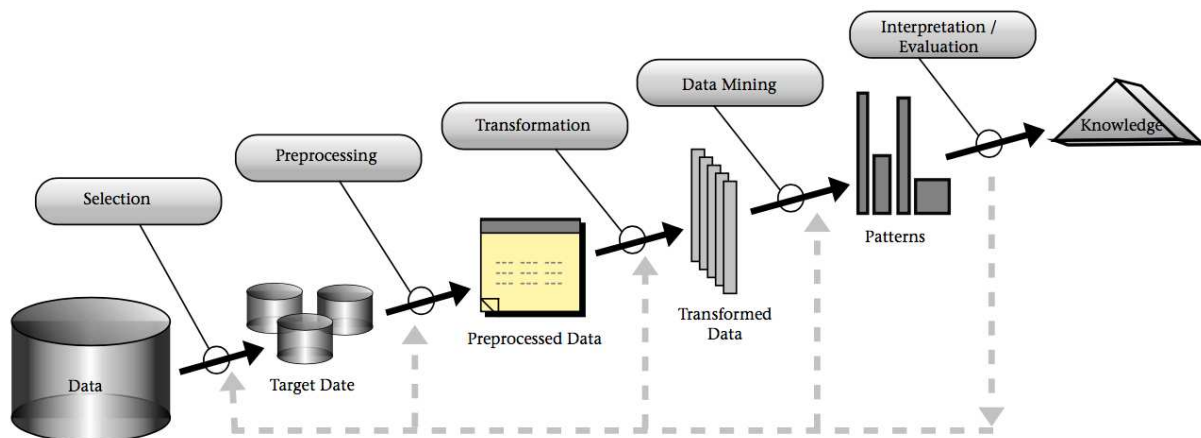 Interpretation /
Evaluation
Data Mining
Transformation
Preprocessing
Selection
Knowledge
Patterns
Transformed
Data
Preprocessed Data
Target Date
Data